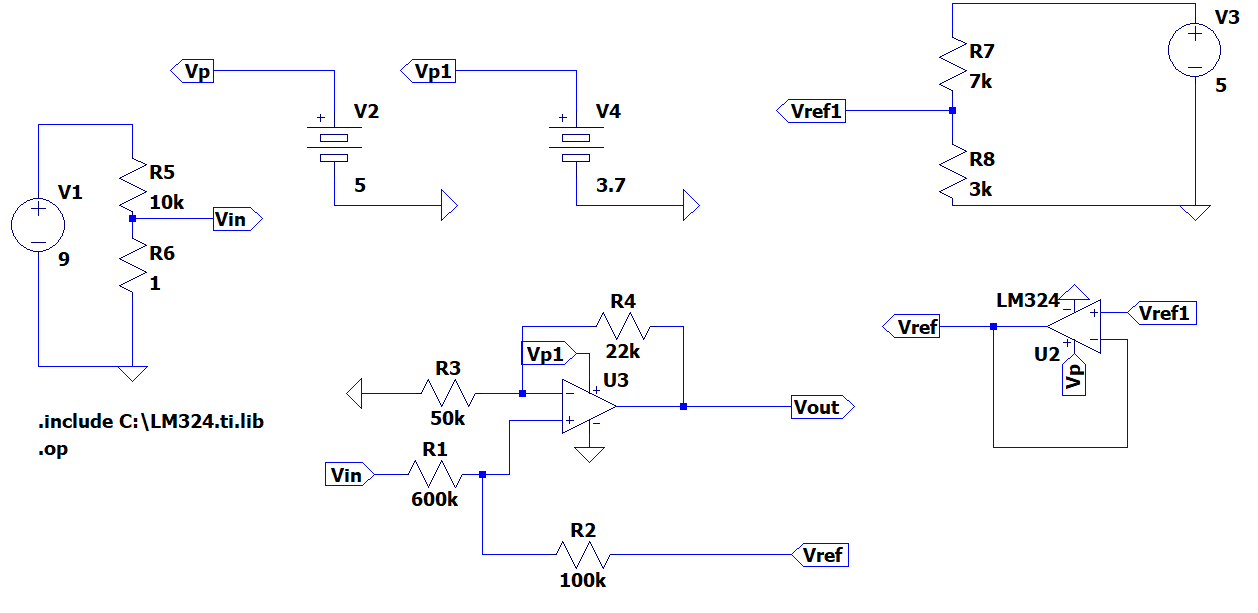 V3
Vp
Vp1
R7
7k
5
V2
V4
Vref1
R5
10k
R8
3k
V1
5
3.7
Vin
9
R6
1
LM324
R4
22k
Vref1
Vref
Vp1
U2
R3
50k
U3
Vp
Vout
.include C:\LM324.ti.lib
.op
R1
600k
Vin
R2
100k
Vref